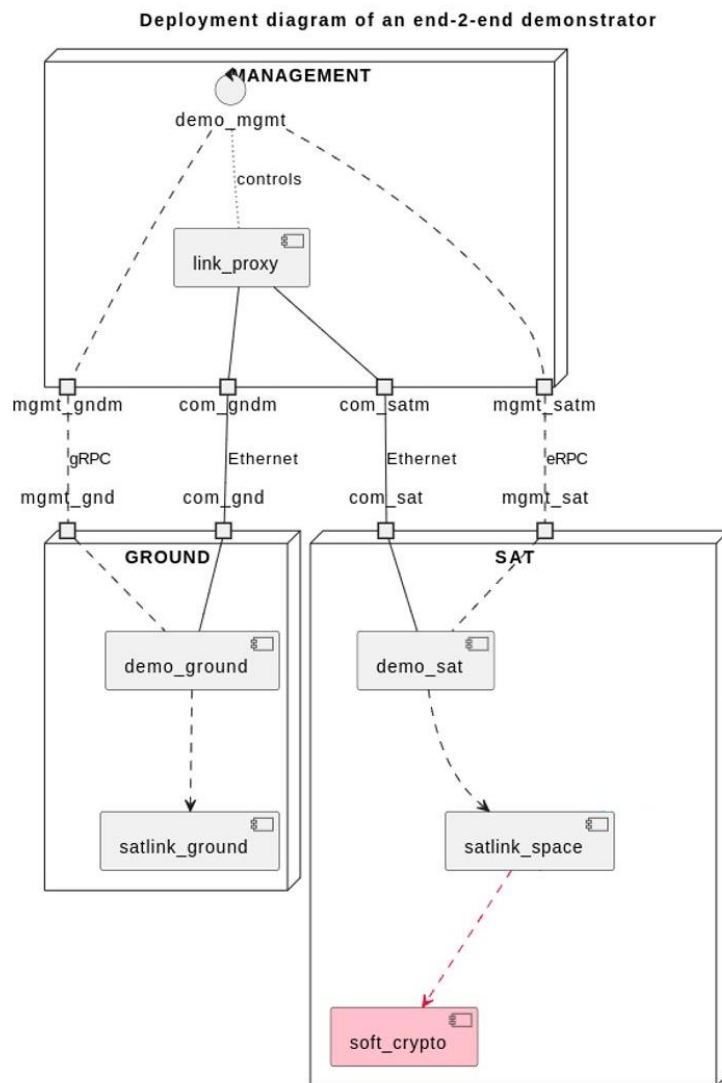 Deployment diagram of an end-2-end demonstrator
MANAGEMENT
demo_mgmt
controls
link_proxy
mgmt_gndm com_gndm com_satm mgmt_satm
gRPC Ethernet Ethernet eRPC
mgmt_gnd com_gnd com_sat mgmt_sat
GROUND SAT
demo_ground demo_sat
satlink_ground satlink_space
soft_crypto